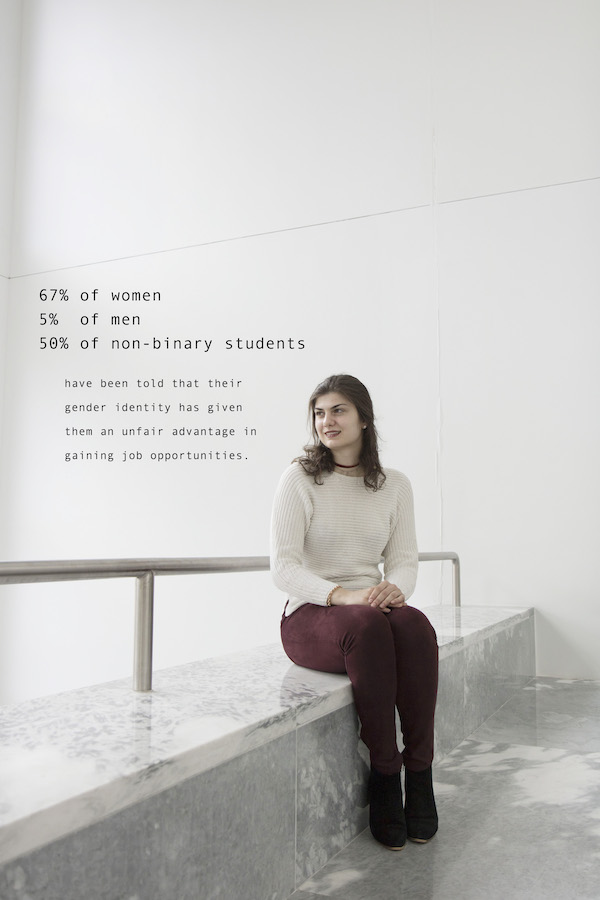 67% of women
5%  of men
50% of non-binary students
have been told that their
gender identity has given
them an unfair advantage in
gaining job opportunities.